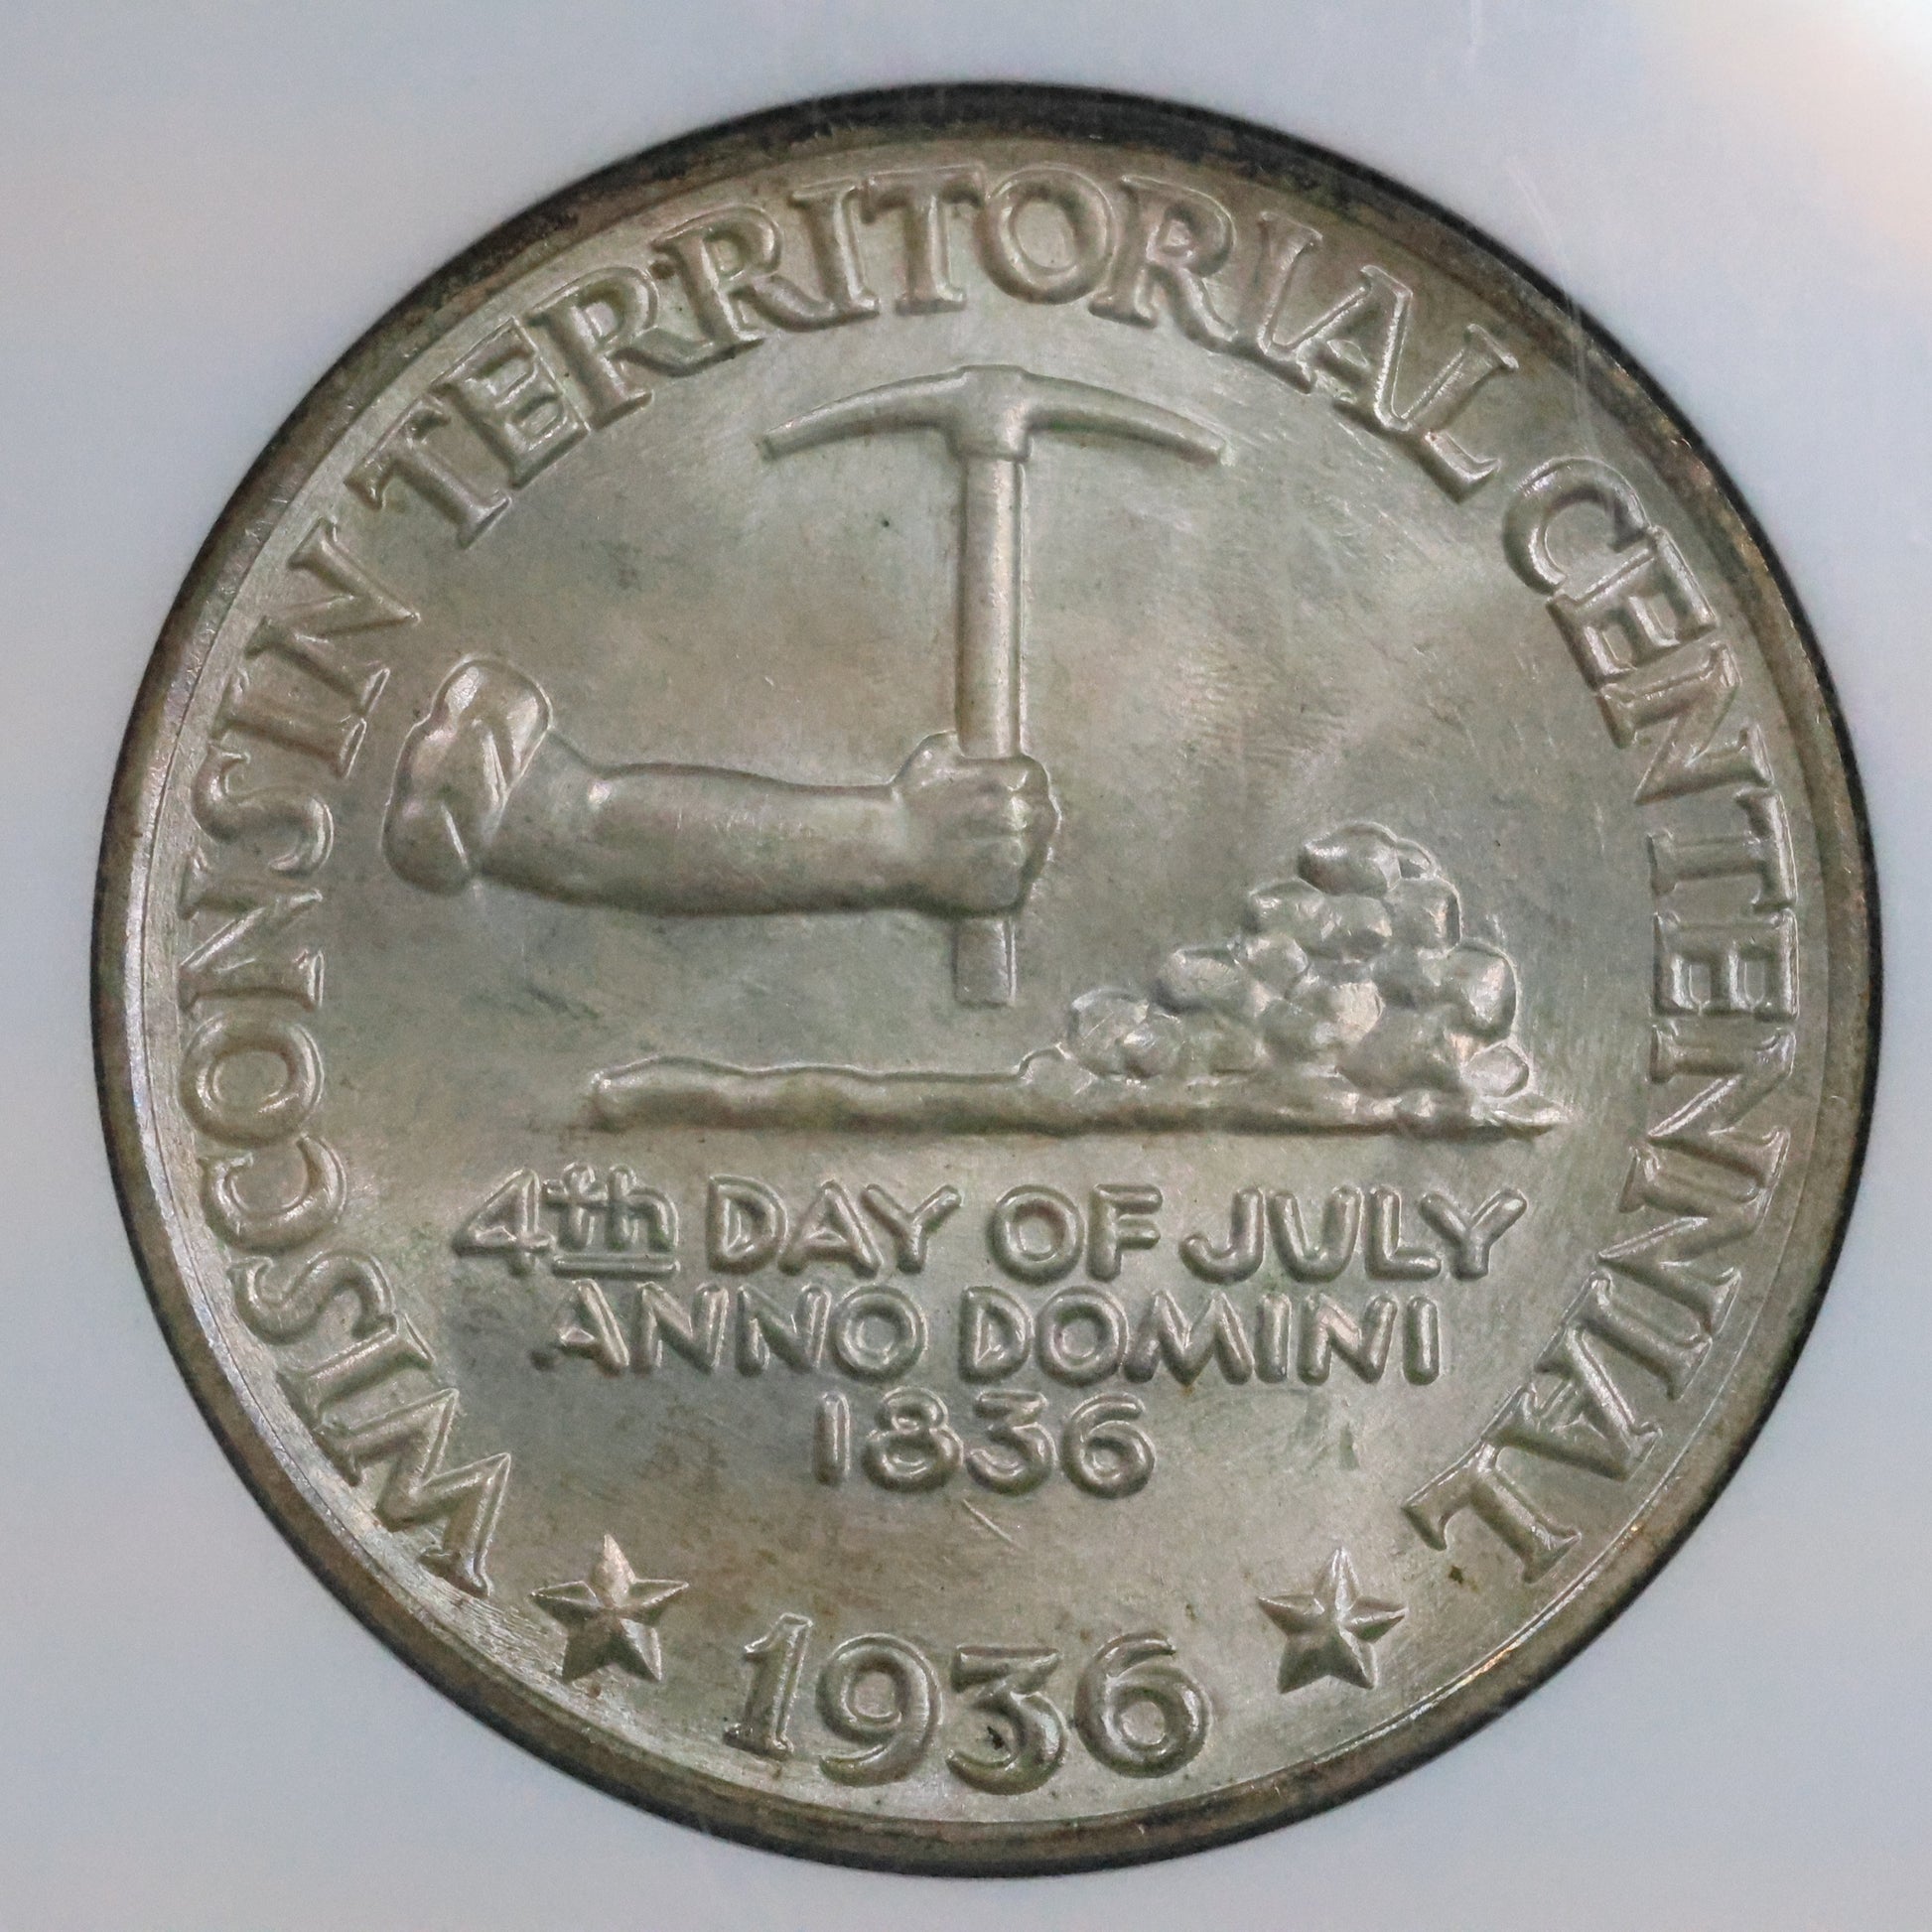 WISCONSIN TERRITORIAL CENTENNIAL
4th DAY OF JULY
ANNO DOMINI
1836
1936